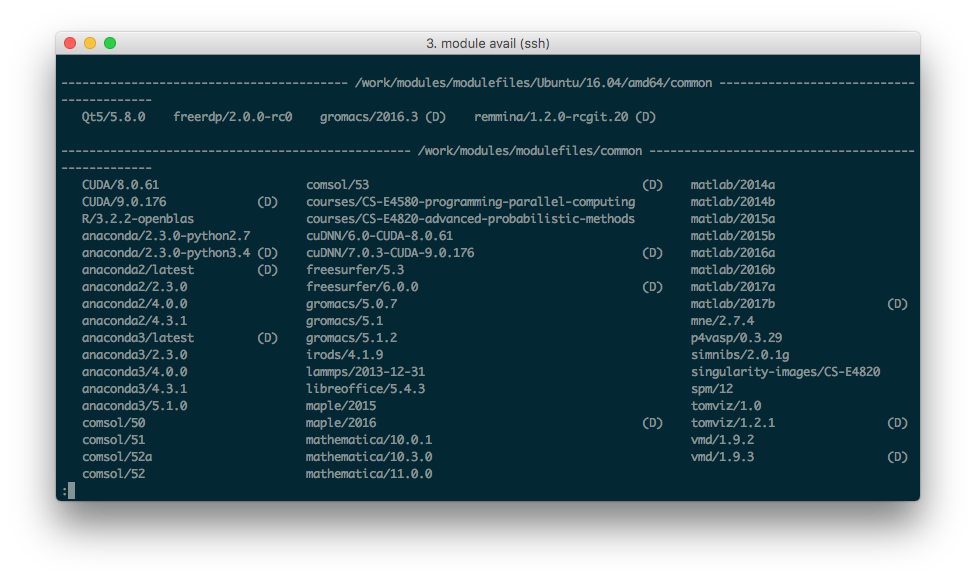 3. module avail (ssh)
----------------------------------------- /work/modules/modulefiles/Ubuntu/16.04/amd64/common ----------------------------
-------------
Qt5/5.8.0    freerdp/2.0.0-rc0    gromacs/2016.3 (D)    remmina/1.2.0-rcgit.20 (D)
-------------------------------------------------- /work/modules/modulefiles/common --------------------------------------
-------------
CUDA/8.0.61    comsol/53 (D)    matlab/2014a
CUDA/9.0.176 (D)    courses/CS-E4580-programming-parallel-computing    matlab/2014b
R/3.2.2-openblas    courses/CS-E4820-advanced-probabilistic-methods    matlab/2015a
anaconda/2.3.0-python2.7    cuDNN/6.0-CUDA-8.0.61    matlab/2015b
anaconda/2.3.0-python3.4 (D)    cuDNN/7.0.3-CUDA-9.0.176 (D)    matlab/2016a
anaconda2/latest (D)    freesurfer/5.3    matlab/2016b
anaconda2/2.3.0    freesurfer/6.0.0 (D)    matlab/2017a
anaconda2/4.0.0    gromacs/5.0.7    matlab/2017b (D)
anaconda2/4.3.1    gromacs/5.1    mne/2.7.4
anaconda3/latest (D)    gromacs/5.1.2    p4vasp/0.3.29
anaconda3/2.3.0    irods/4.1.9    simnibs/2.0.1g
anaconda3/4.0.0    lammps/2013-12-31    singularity-images/CS-E4820
anaconda3/4.3.1    libreoffice/5.4.3    spm/12
anaconda3/5.1.0    maple/2015    tomviz/1.0
comsol/50    maple/2016 (D)    tomviz/1.2.1 (D)
comsol/51    mathematica/10.0.1    vmd/1.9.2
comsol/52a    mathematica/10.3.0    vmd/1.9.3 (D)
comsol/52    mathematica/11.0.0
: